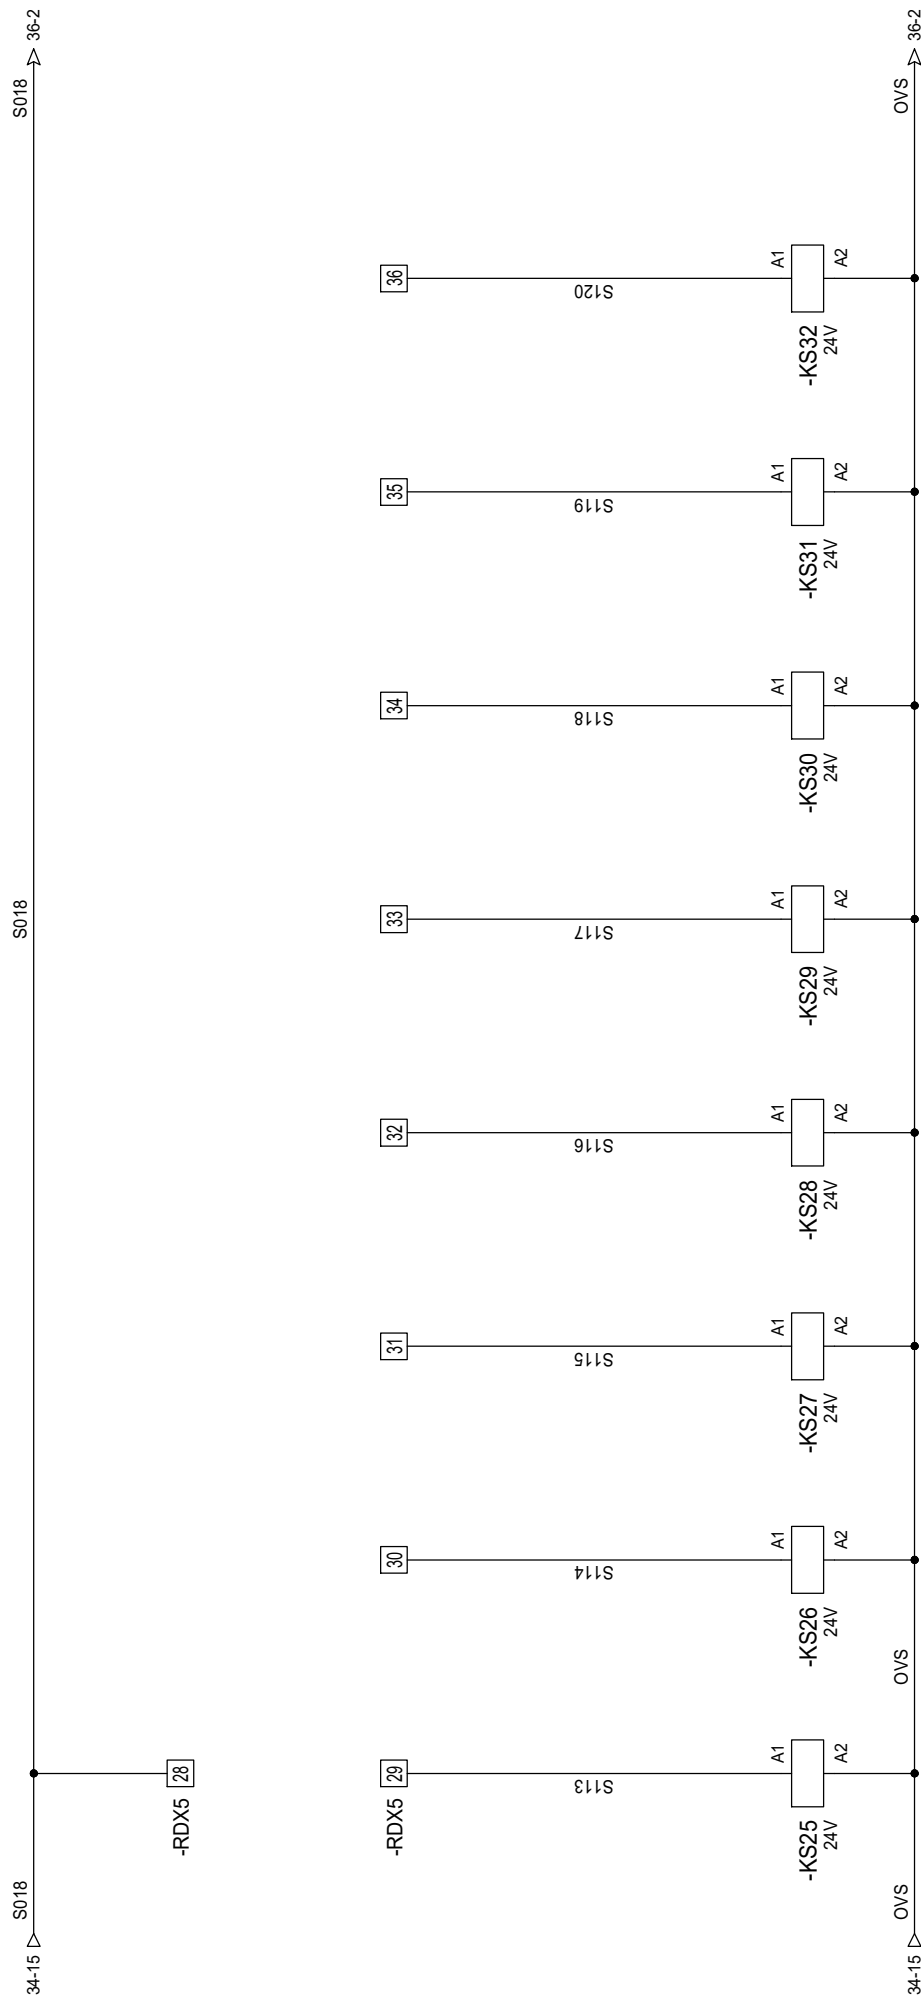 34-15 S018 S018 S018 36-2
-RDX5 28
-RDX5 29 30 31 32 33 34 35 36
S113 S114 S115 S116 S117 S118 S119 S120
A1 A1 A1 A1 A1 A1 A1 A1
-KS25 -KS26 -KS27 -KS28 -KS29 -KS30 -KS31 -KS32
24V 24V 24V 24V 24V 24V 24V 24V
A2 A2 A2 A2 A2 A2 A2 A2
34-15 OVS OVS OVS 36-2